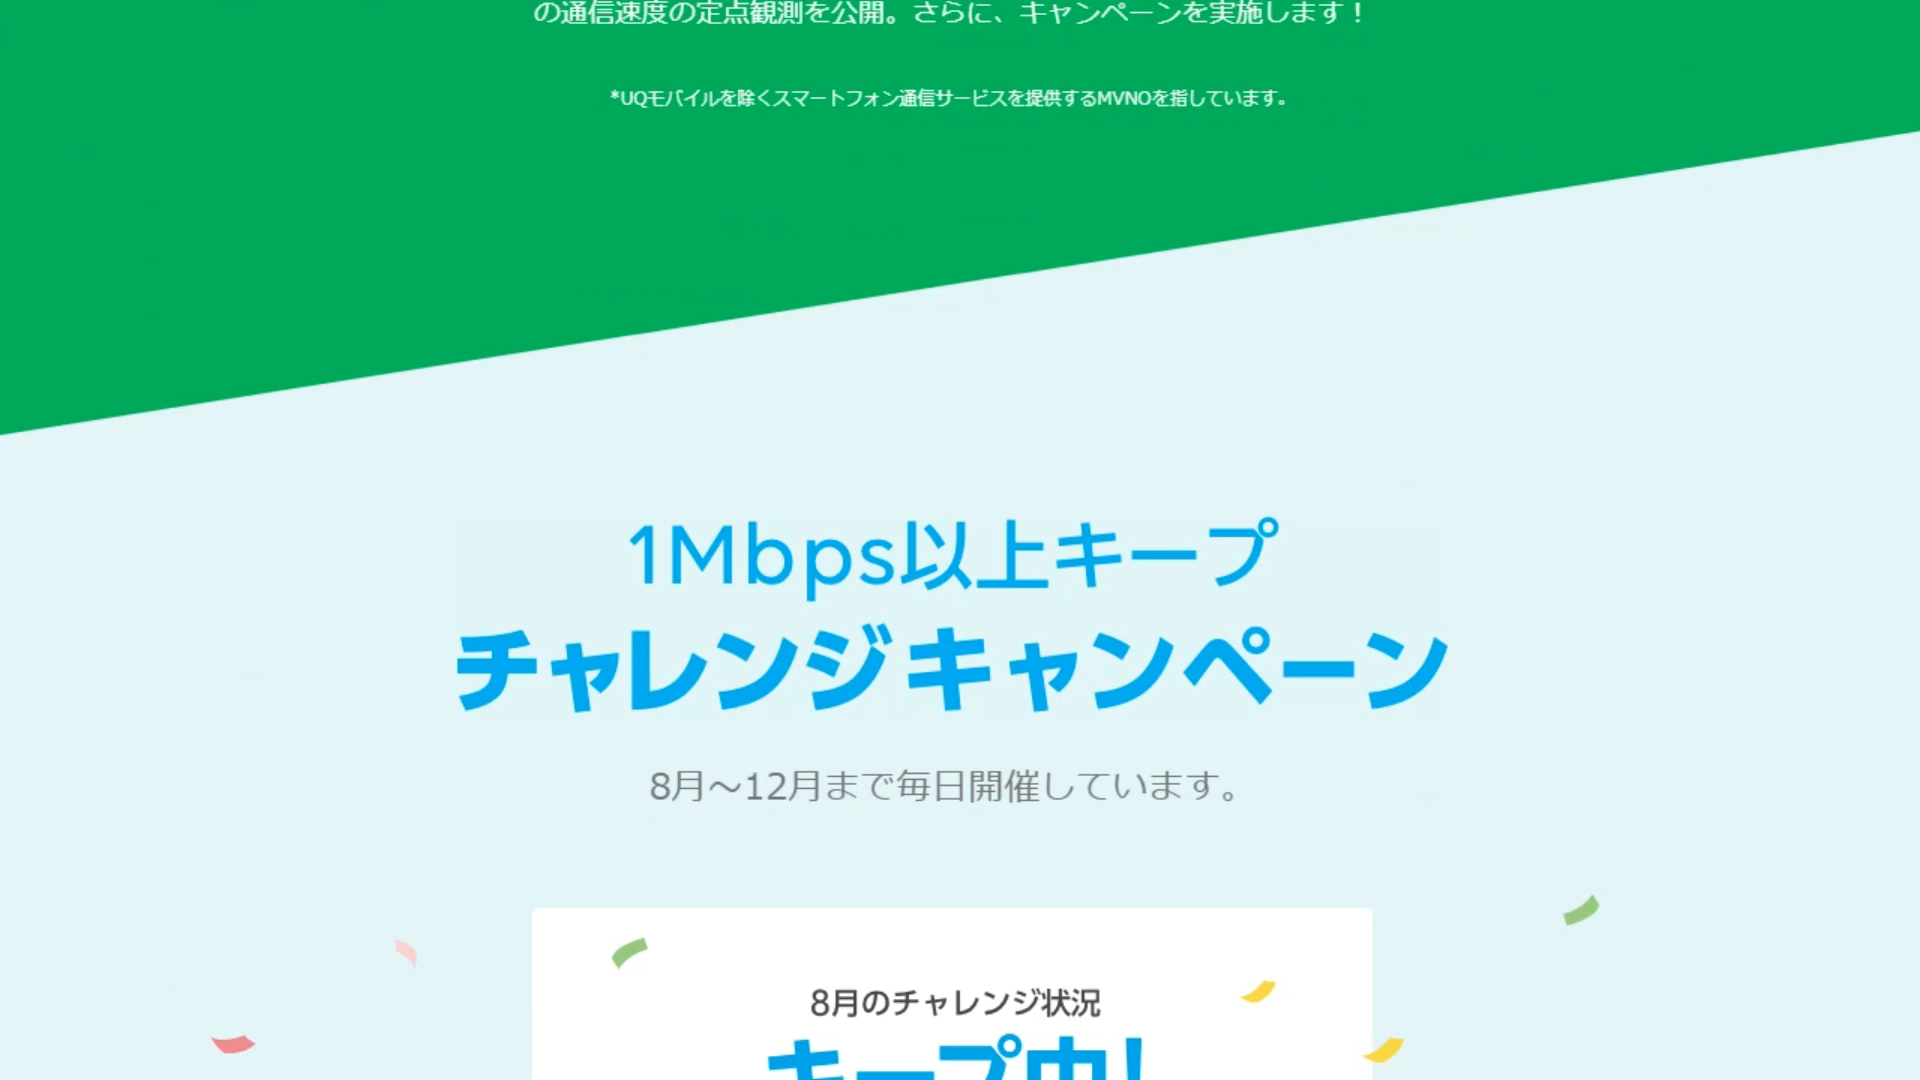 の通信速度の定点観測を公開。さらに、キャンペーンを実施します！
*UQモバイルを除くスマートフォン通信サービスを提供するMVNOを指しています。
1Mbps以上キープ
チャレンジキャンペーン
8月〜12月まで毎日開催しています。
8月のチャレンジ状況
キープ中!